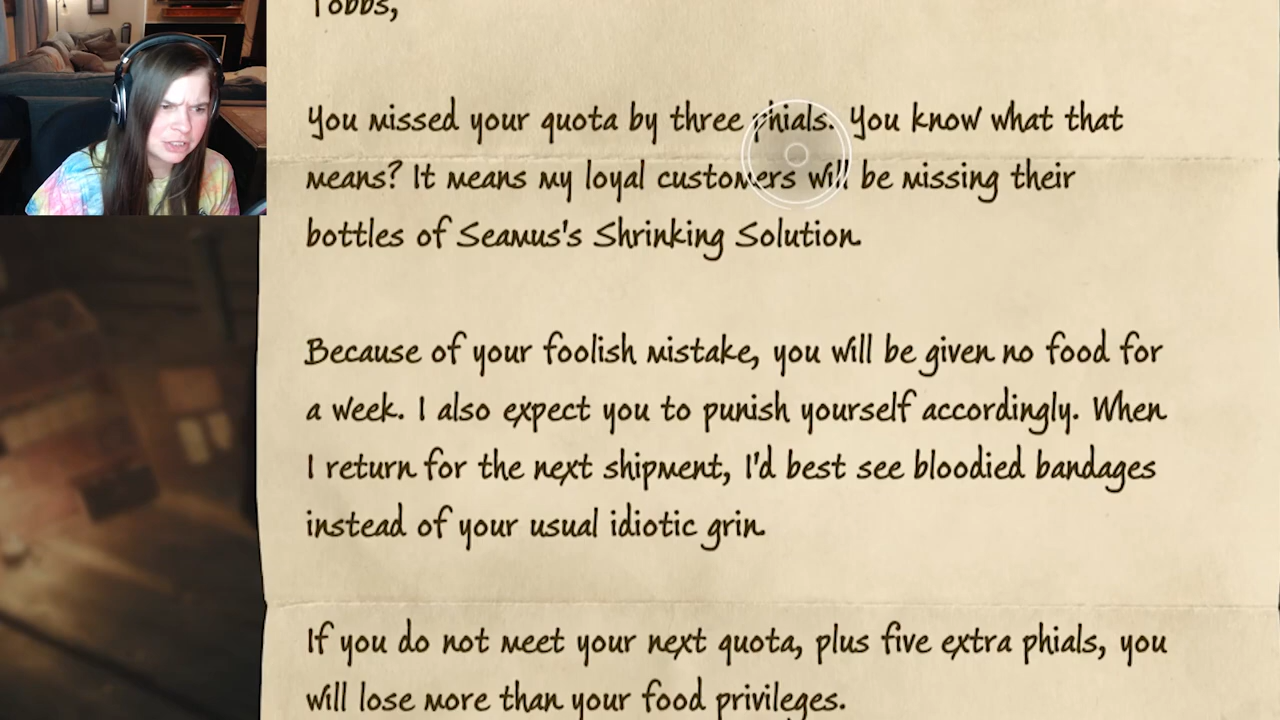 Tobbs,
You missed your quota by three phials. You know what that
means? It means my loyal customers will be missing their
bottles of Seamus's Shrinking Solution.
Because of your foolish mistake, you will be given no food for
a week. I also expect you to punish yourself accordingly. When
I return for the next shipment, I'd best see bloodied bandages
instead of your usual idiotic grin.
If you do not meet your next quota, plus five extra phials, you
will lose more than your food privileges.